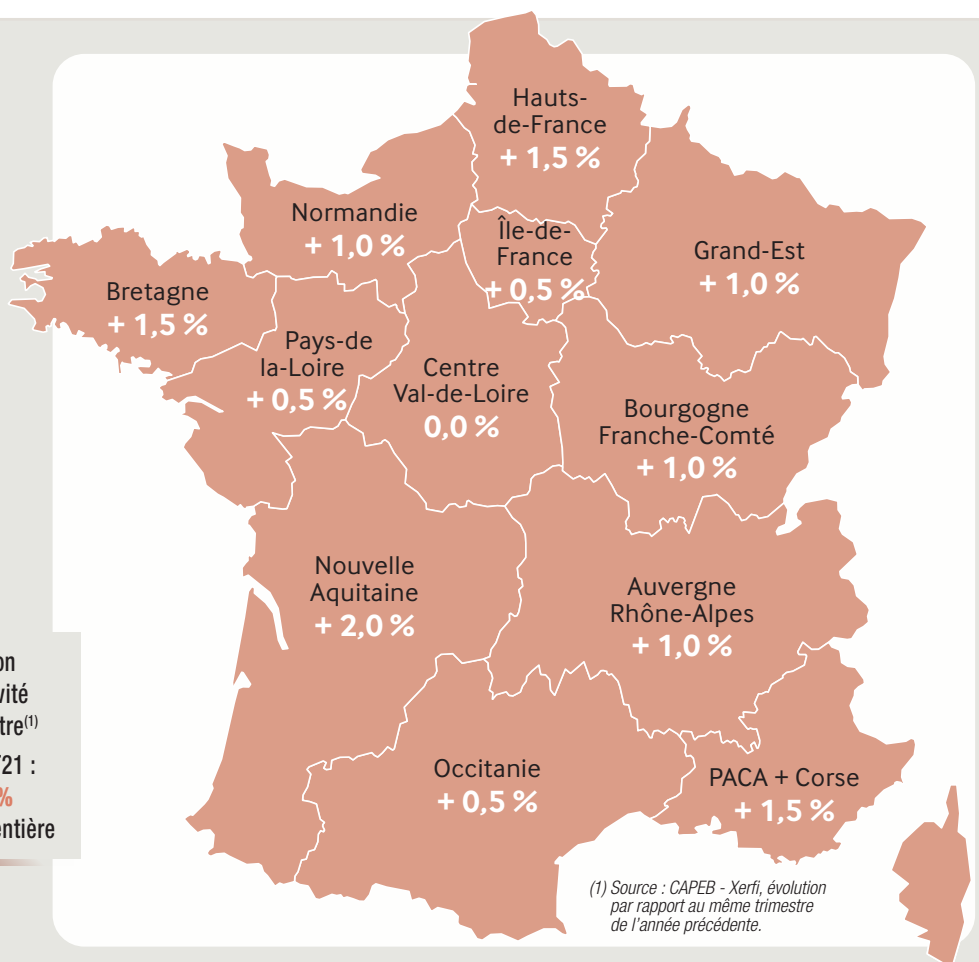 Hauts-
de-France
+ 1,5 %
Normandie
+ 1,0 %
Île-de-
France
+ 0,5 %
Grand-Est
+ 1,0 %
Bretagne
+ 1,5 %
Pays-de
la-Loire
+ 0,5 %
Centre
Val-de-Loire
0,0 %
Bourgogne
Franche-Comté
+ 1,0 %
Nouvelle
Aquitaine
+ 2,0 %
Auvergne
Rhône-Alpes
+ 1,0 %
Occitanie
+ 0,5 %
PACA + Corse
+ 1,5 %
(1) Source : CAPEB - Xerfi, évolution
par rapport au même trimestre
de l'année précédente.
on
vité
tre(1)
21 :
%
entière